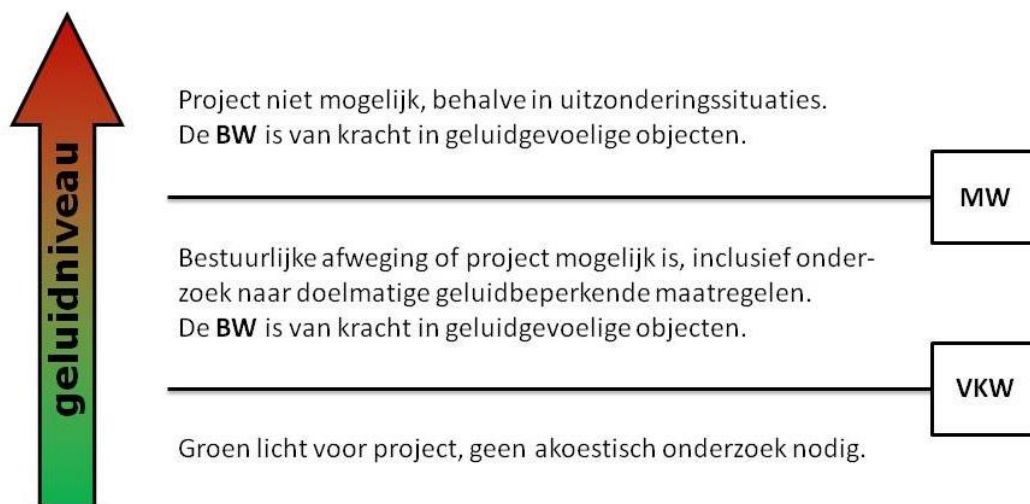 geluidniveau
Project niet mogelijk, behalve in uitzonderingssituaties.
De BW is van kracht in geluidgevoelige objecten.
MW
Bestuurlijke afweging of project mogelijk is, inclusief onder-
zoek naar doelmatige geluidbeperkende maatregelen.
De BW is van kracht in geluidgevoelige objecten.
VKW
Groen licht voor project, geen akoestisch onderzoek nodig.